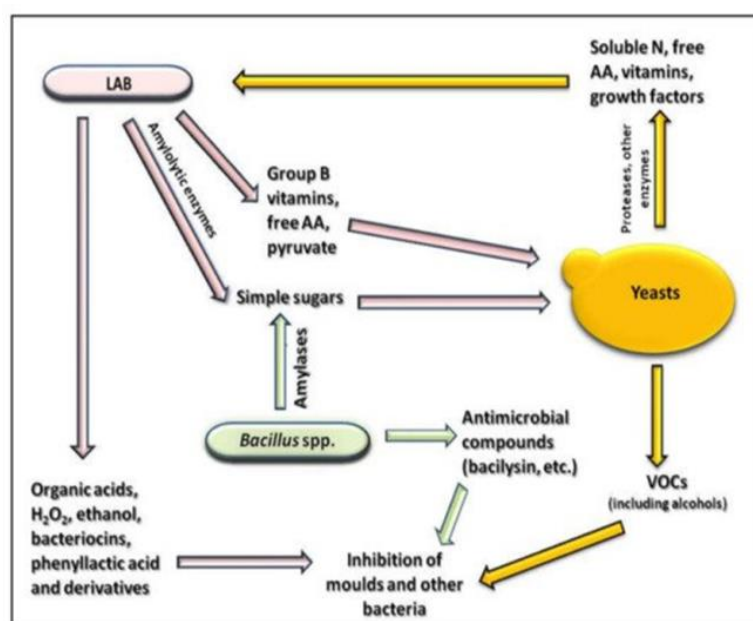 LAB
Soluble N, free
AA, vitamins,
growth factors
Amylolytic enzymes
Group B
vitamins,
free AA,
pyruvate
Proteases, other
enzymes
Simple sugars
Yeasts
Amylases
Bacillus spp.
Antimicrobial
compounds
(bacilysin, etc.)
VOCs
(including alcohols)
Organic acids,
H₂O₂, ethanol,
bacteriocins,
phenyllactic acid
and derivatives
Inhibition of
moulds and other
bacteria